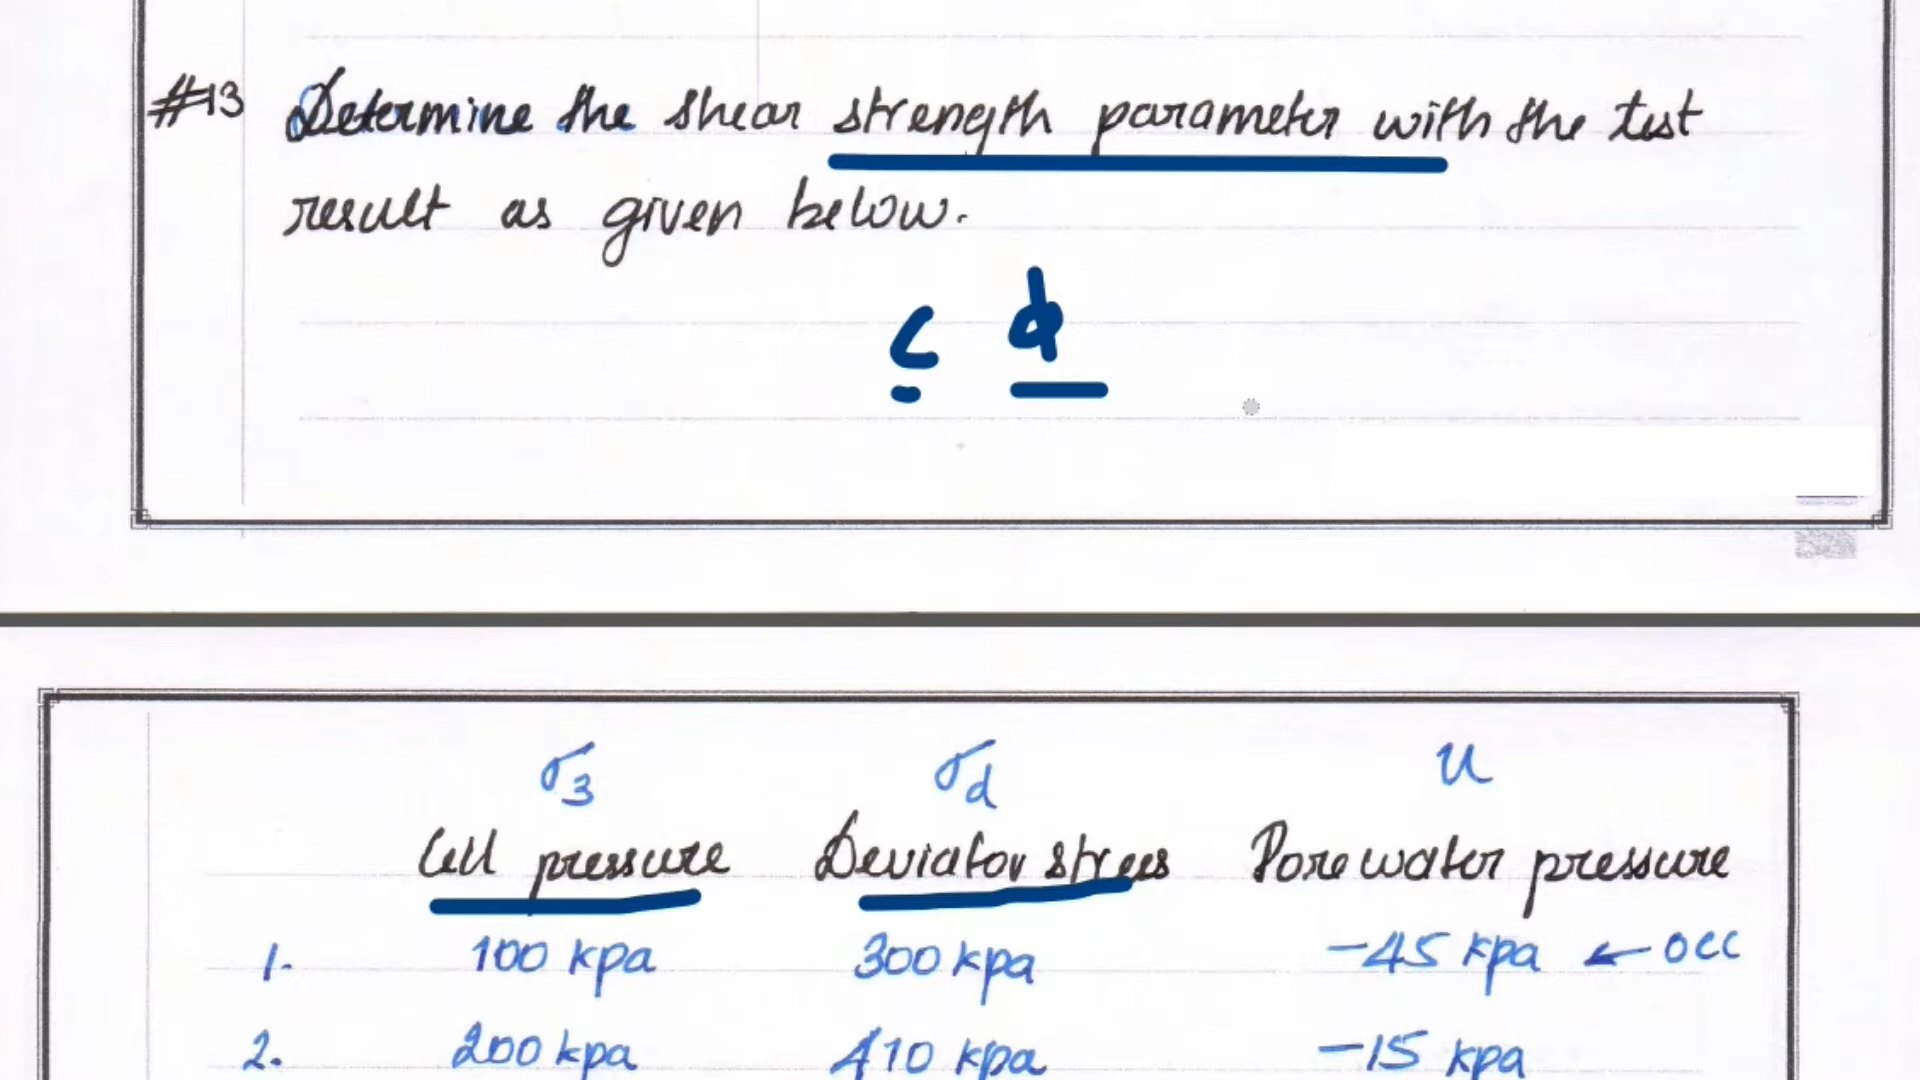 #13 Determine the shear strength parameter with the test
result as given below.
c ϕ
σ3 σd u
Cell pressure Deviator stress Pore water pressure
1. 100 kpa 300 kpa -45 kpa ← OCC
2. 200 kpa 410 kpa -15 kpa